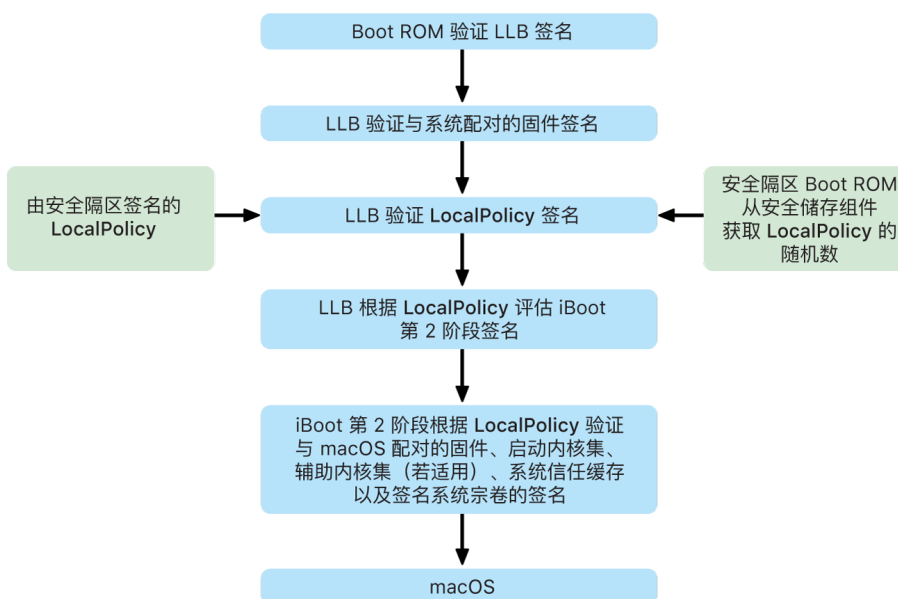 Boot ROM 验证 LLB 签名
LLB 验证与系统配对的固件签名
由安全隔区签名的
LocalPolicy
LLB 验证 LocalPolicy 签名
安全隔区 Boot ROM
从安全储存组件
获取 LocalPolicy 的
随机数
LLB 根据 LocalPolicy 评估 iBoot
第 2 阶段签名
iBoot 第 2 阶段根据 LocalPolicy 验证
与 macOS 配对的固件、启动内核集、
辅助内核集（若适用）、系统信任缓存
以及签名系统宗卷的签名
macOS